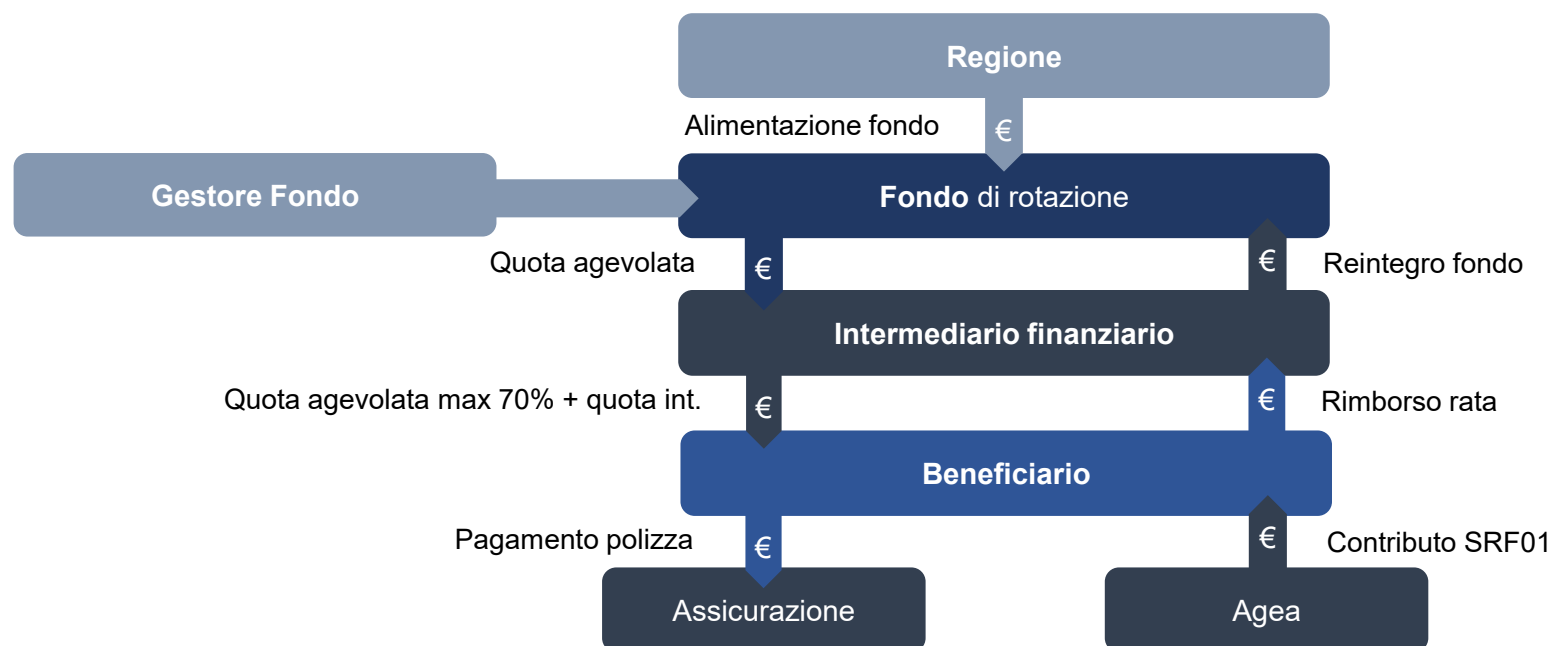 Regione
Alimentazione fondo
€
Gestore Fondo
Fondo di rotazione
Quota agevolata
€
€
Reintegro fondo
Intermediario finanziario
Quota agevolata max 70% + quota int.
€
€
Rimborso rata
Beneficiario
Pagamento polizza
€
€
Contributo SRF01
Assicurazione
Agea